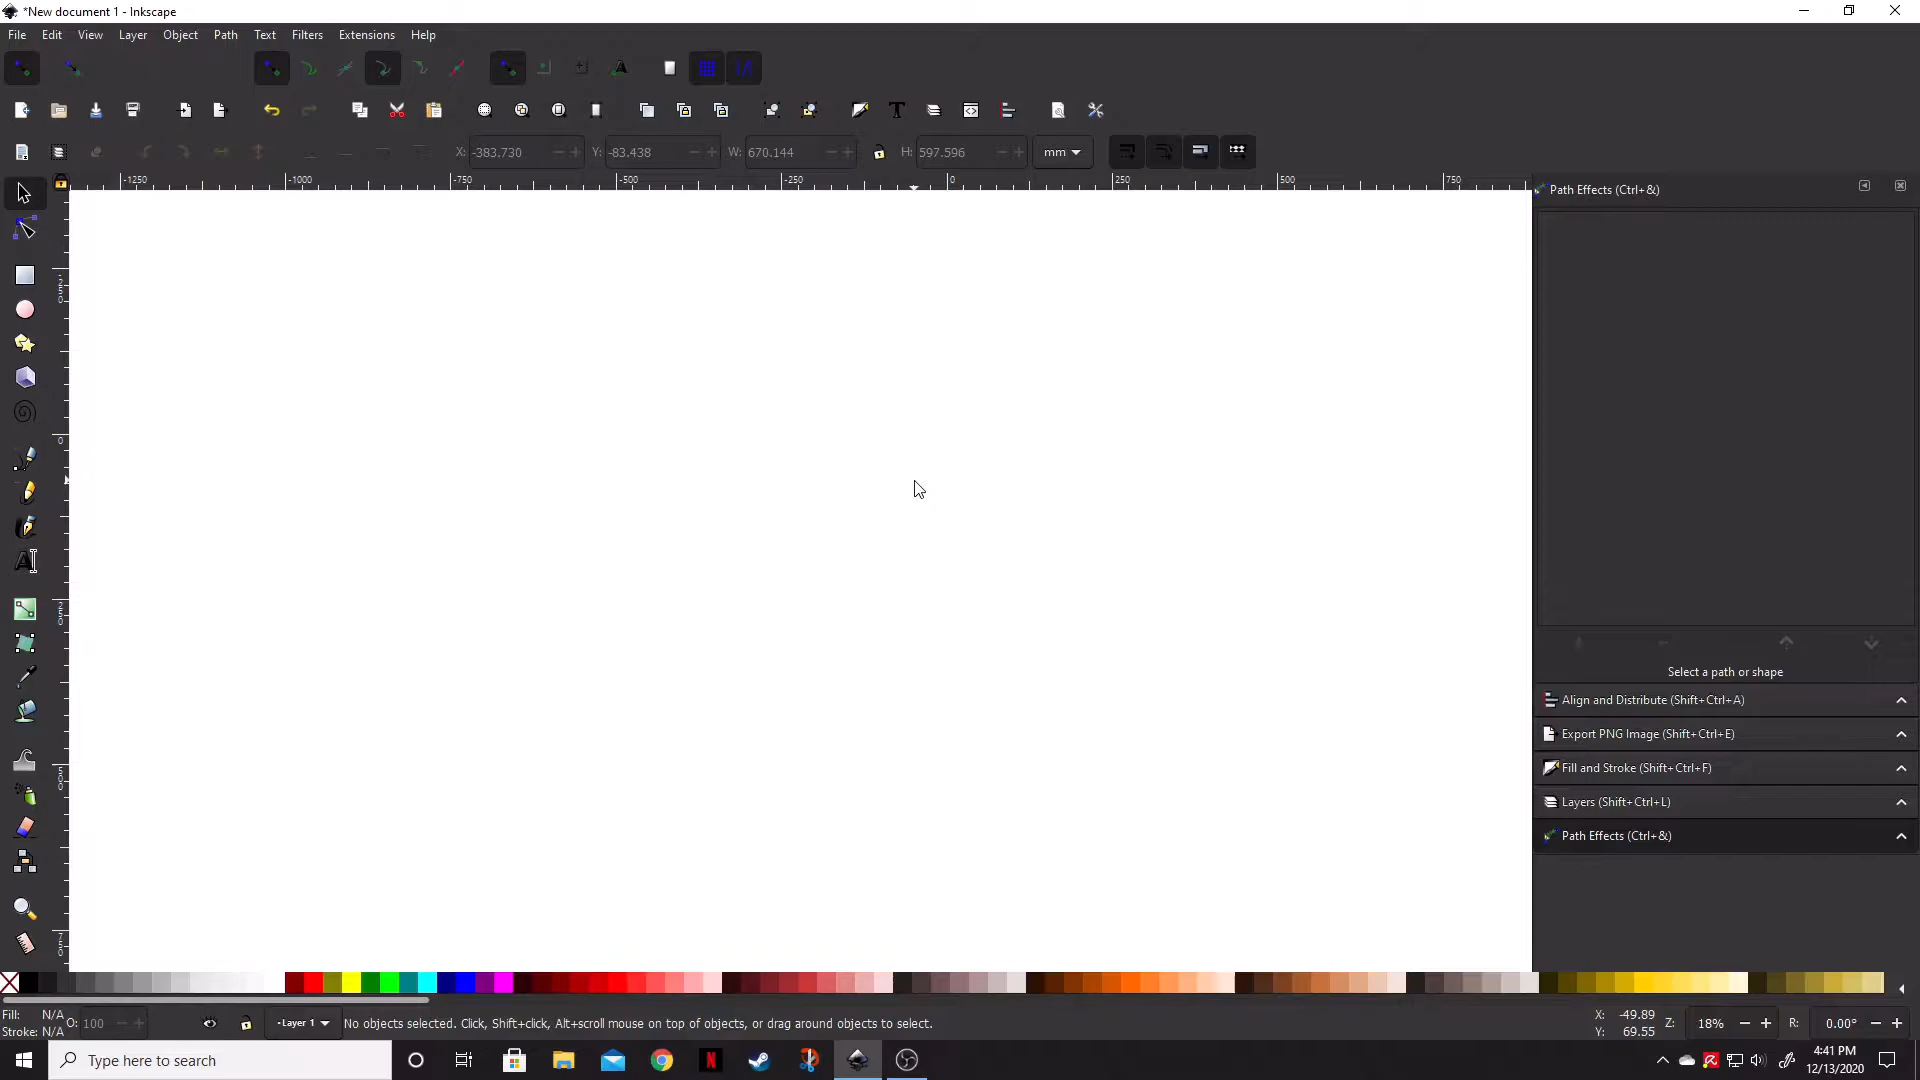 *New document 1 - Inkscape
File Edit View Layer Object Path Text Filters Extensions Help
X: -383.730 Y: -83.438 W: 670.144 H: 597.596 mm
-1250 -1000 -750 -500 -250 0 250 500 750
Path Effects (Ctrl+&)
-250
0
250
500
750
Select a path or shape
Align and Distribute (Shift+Ctrl+A)
Export PNG Image (Shift+Ctrl+E)
Fill and Stroke (Shift+Ctrl+F)
Layers (Shift+Ctrl+L)
Path Effects (Ctrl+&)
Fill: N/A
Stroke: N/A
O: 100
-Layer 1
No objects selected. Click, Shift+click, Alt+scroll mouse on top of objects, or drag around objects to select.
X: -49.89
Y: 69.55
Z: 18%
R: 0.00°
Type here to search
4:41 PM
12/13/2020